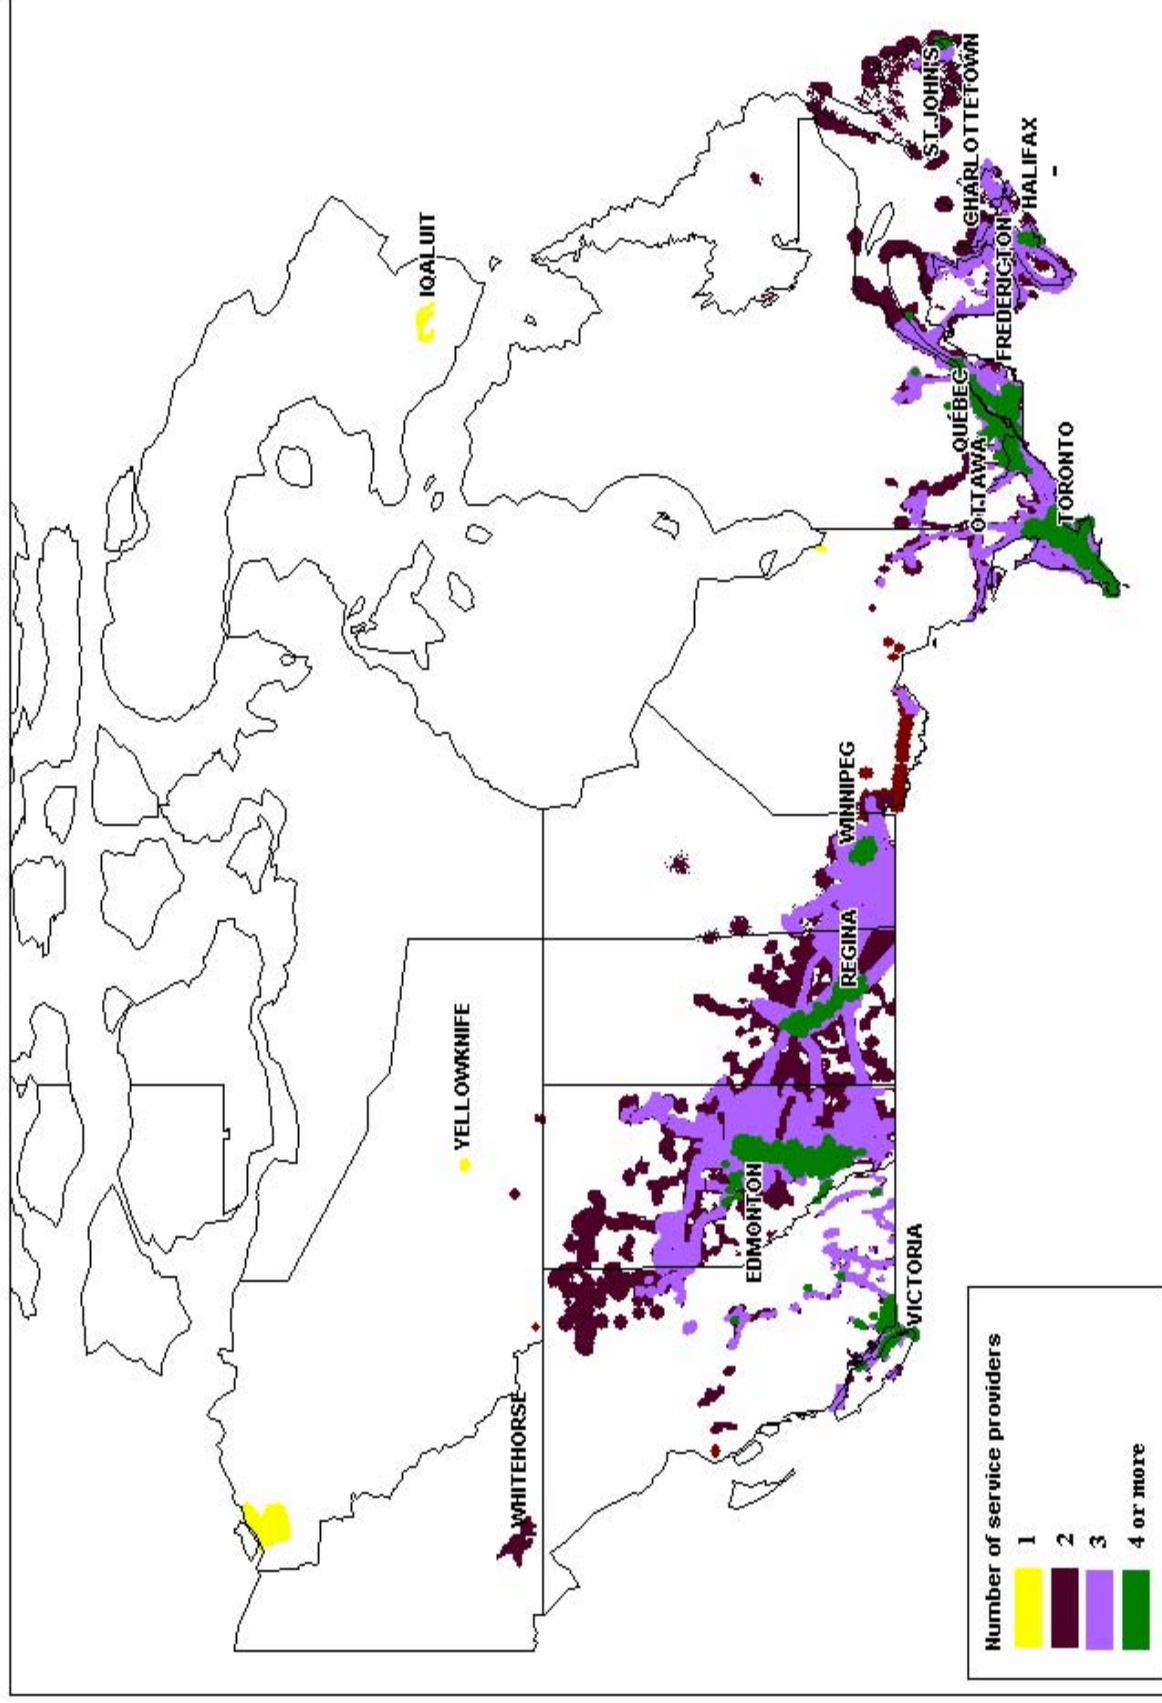 IQALUIT
YELLOWKNIFE
WHITEHORSE
ST.JOHN'S
CHARLOTTETOWN
HALIFAX
FREDERICTON
QUÉBEC
OTTAWA
TORONTO
WINNIPEG
REGINA
EDMONTON
VICTORIA
Number of service providers
1
2
3
4 or more